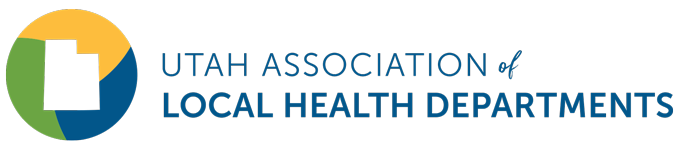 UTAH ASSOCIATION of
LOCAL HEALTH DEPARTMENTS